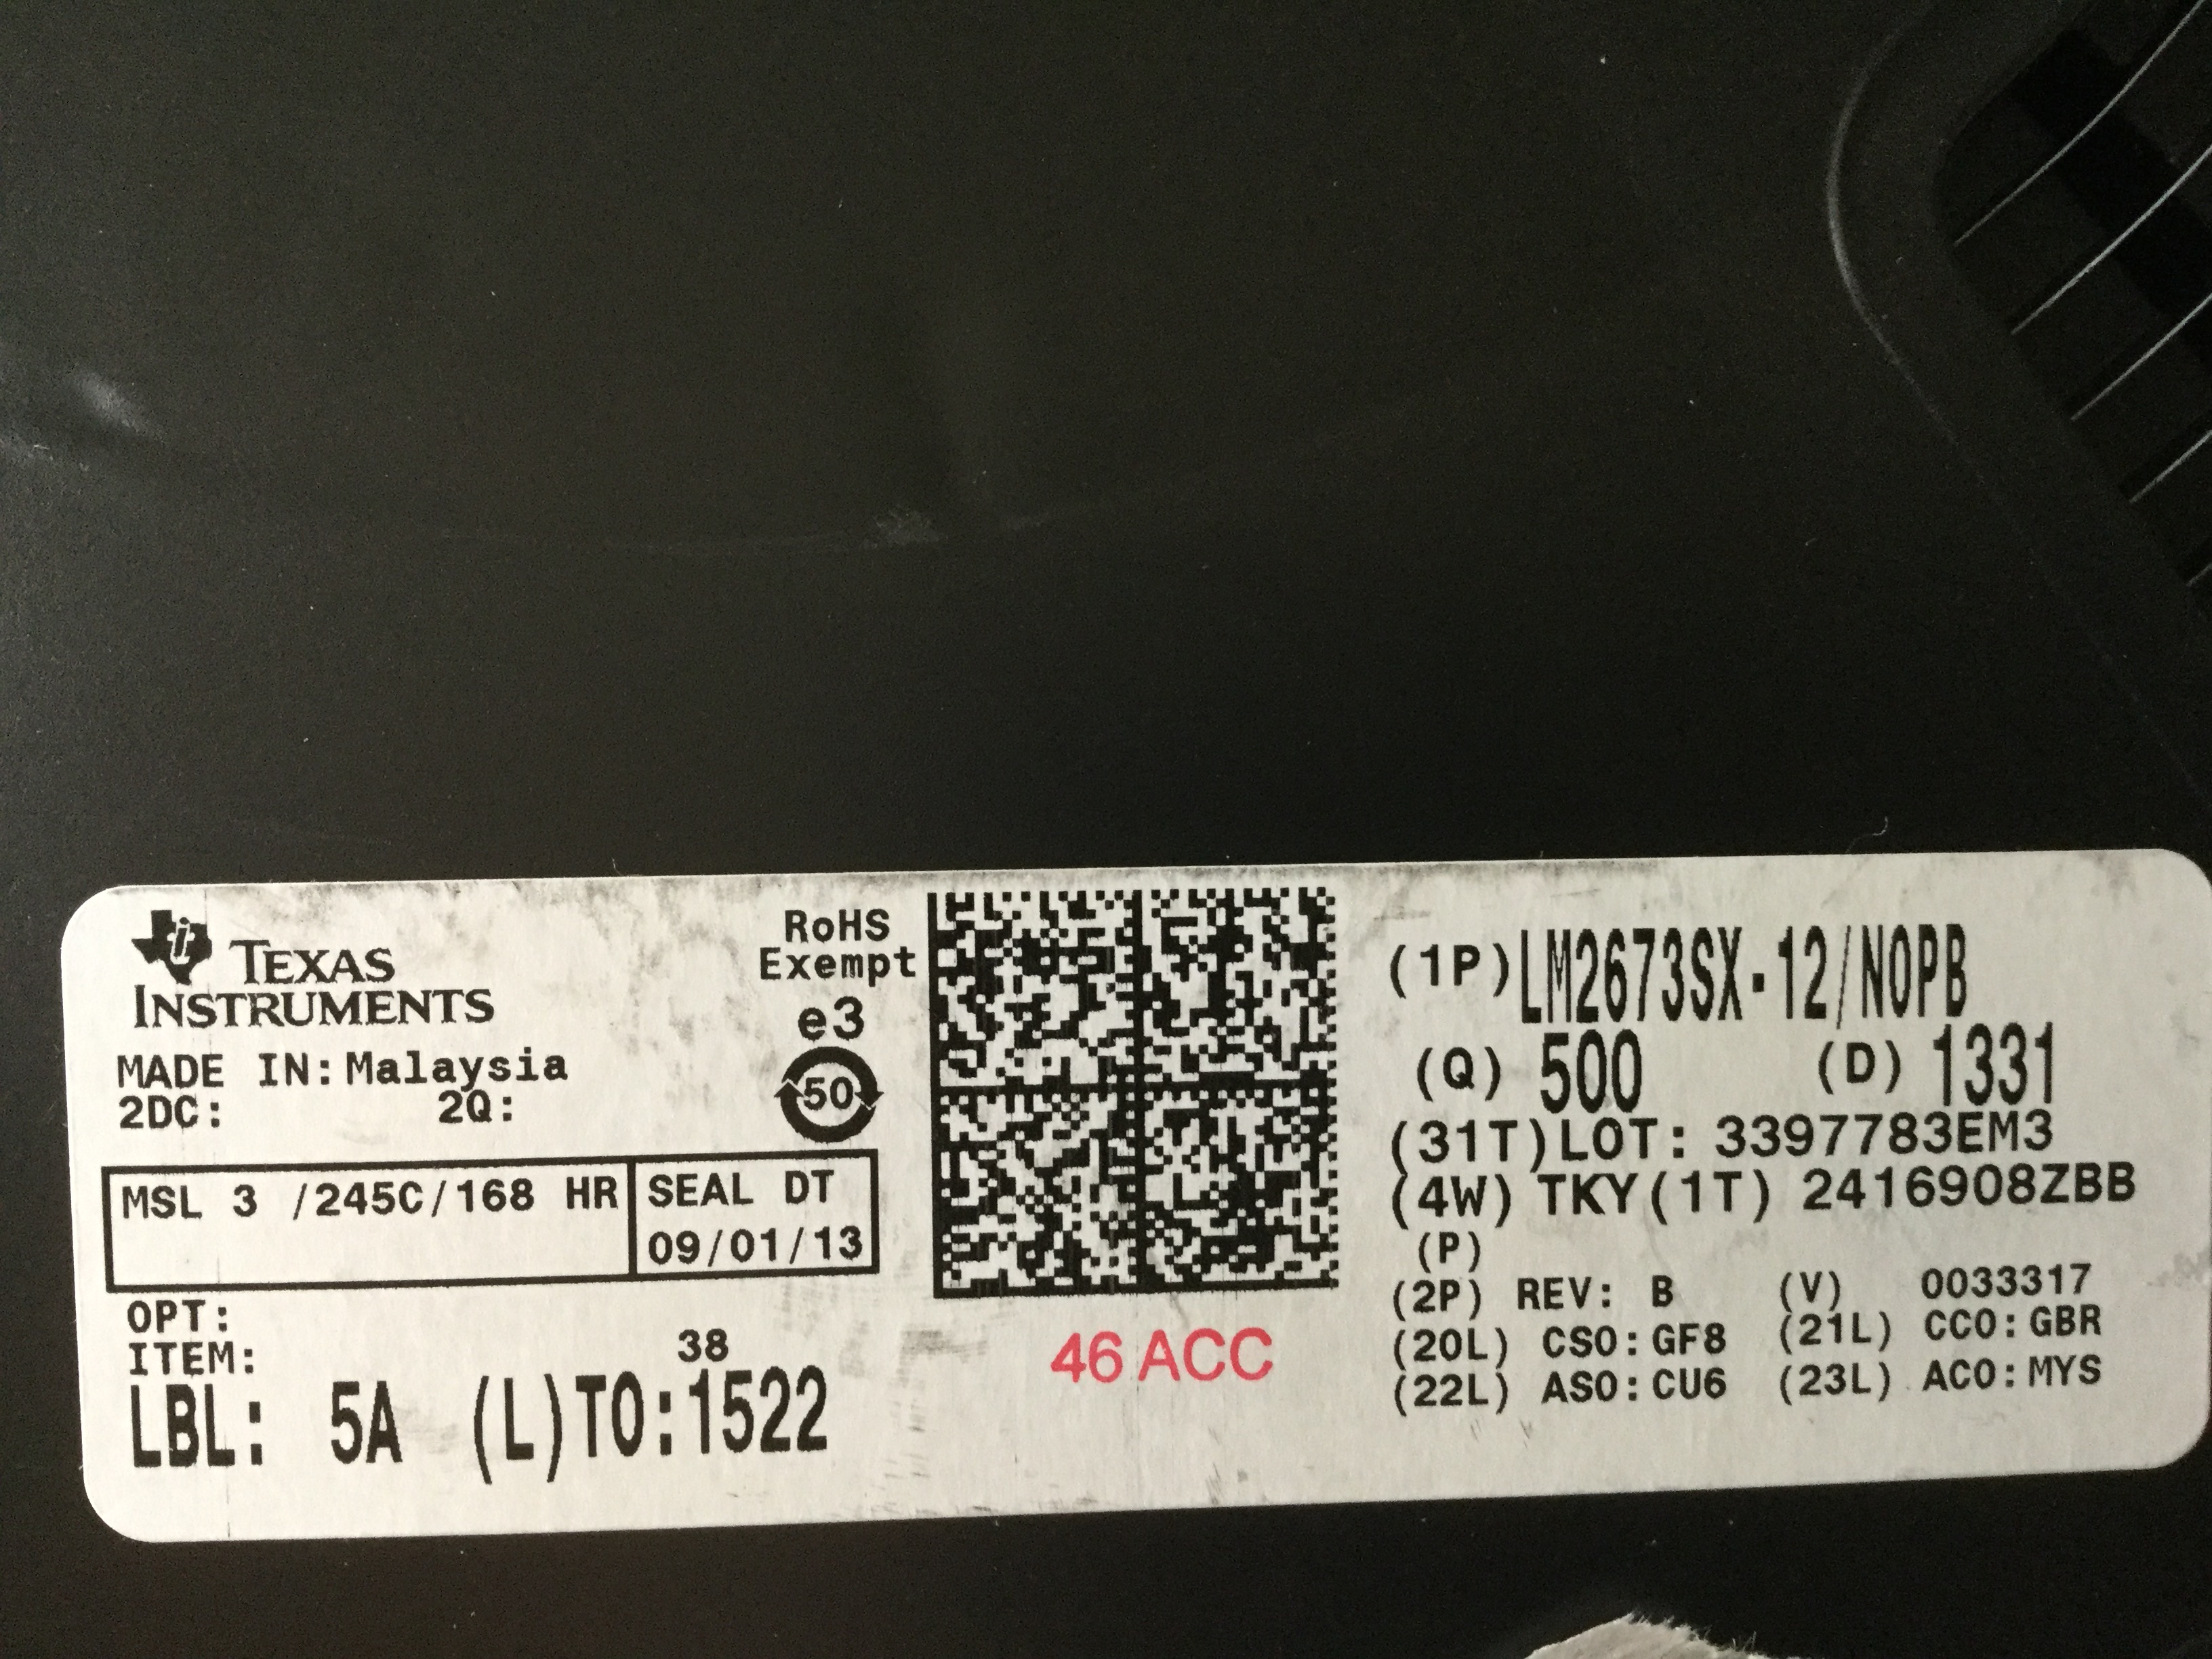 TEXAS
INSTRUMENTS
MADE IN: Malaysia
2DC: 2Q:
RoHS
Exempt
e3
50
MSL 3 /245C/168 HR
SEAL DT
09/01/13
OPT:
ITEM:
38
LBL: 5A (L)TO:1522
46 ACC
(1P) LM2673SX-12/NOPB
(Q) 500 (D) 1331
(31T)LOT: 3397783EM3
(4W) TKY(1T) 2416908ZBB
(P)
(2P) REV: B (V) 0033317
(20L) CSO:GF8 (21L) CCO:GBR
(22L) ASO:CU6 (23L) ACO:MYS